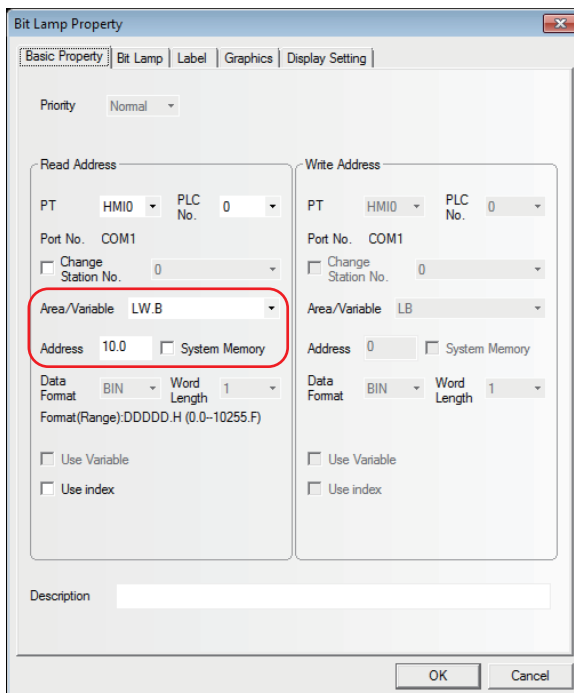 Bit Lamp Property
Basic Property Bit Lamp Label Graphics Display Setting
Priority Normal
Read Address
PT HMI0 PLC No. 0
Port No. COM1
Change Station No. 0
Area/Variable LW.B
Address 10.0 System Memory
Data Format BIN Word Length 1
Format(Range):DDDDD.H (0.0--10255.F)
Use Variable
Use index
Write Address
PT HMI0 PLC No. 0
Port No. COM1
Change Station No. 0
Area/Variable LB
Address 0 System Memory
Data Format BIN Word Length 1
Use Variable
Use index
Description
OK Cancel